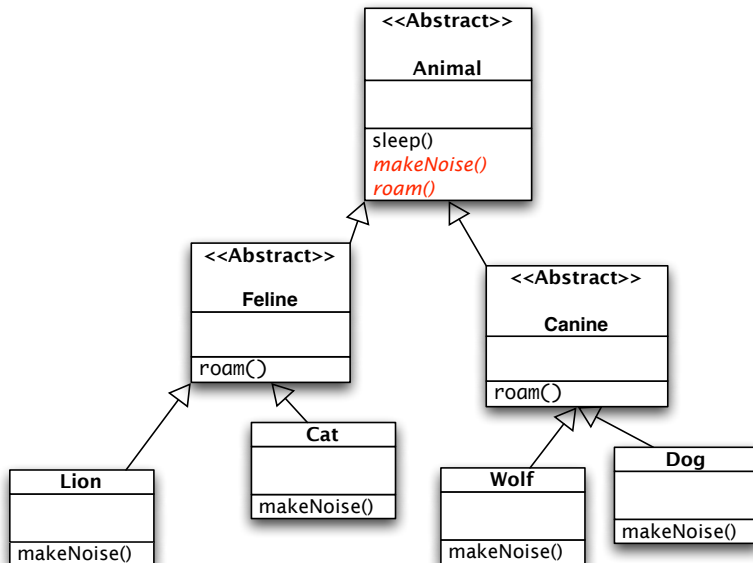 <<Abstract>>
Animal
sleep()
makeNoise()
roam()
<<Abstract>>
Feline
roam()
<<Abstract>>
Canine
roam()
Lion
makeNoise()
Cat
makeNoise()
Wolf
makeNoise()
Dog
makeNoise()